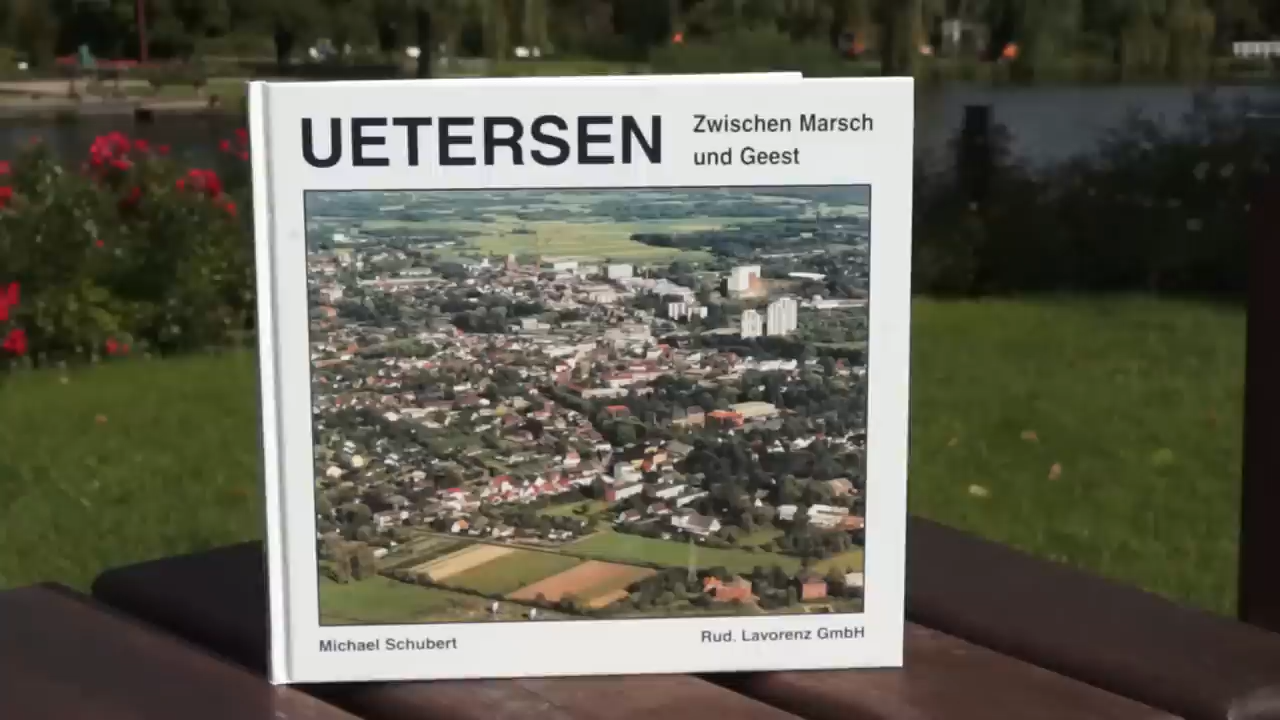 UETERSEN
Zwischen Marsch
und Geest
Michael Schubert
Rud. Lavorenz GmbH